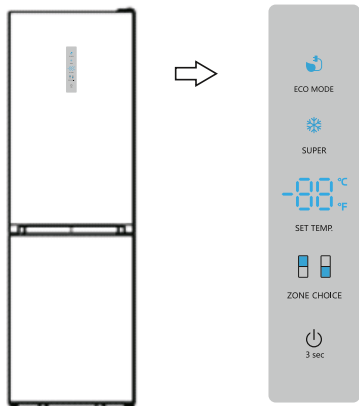 ECO MODE
SUPER
-88 °C
°F
SET TEMP.
ZONE CHOICE
3 sec